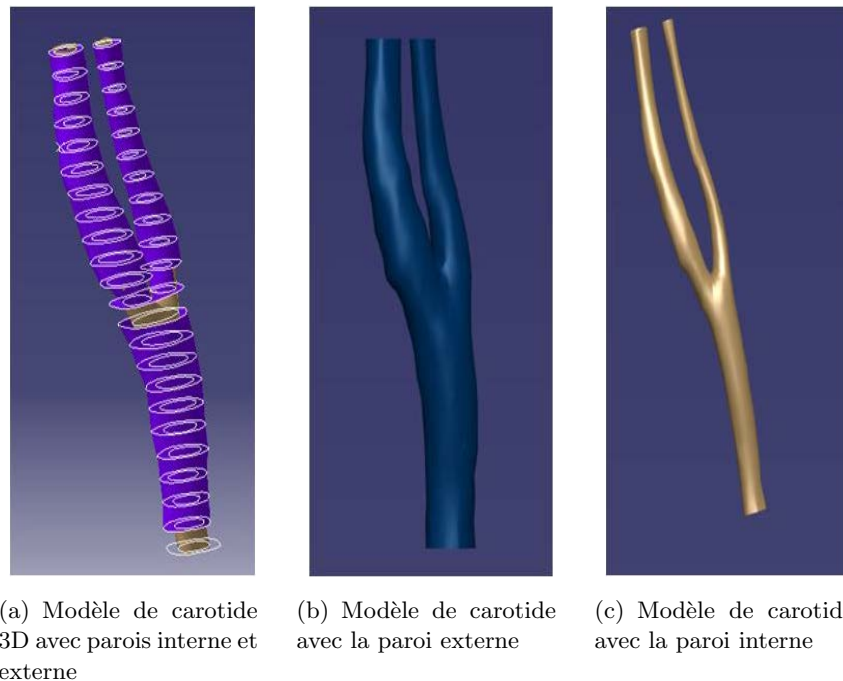 (a) Modèle de carotide
3D avec parois interne et
externe
(b) Modèle de carotide
avec la paroi externe
(c) Modèle de carotid
avec la paroi interne